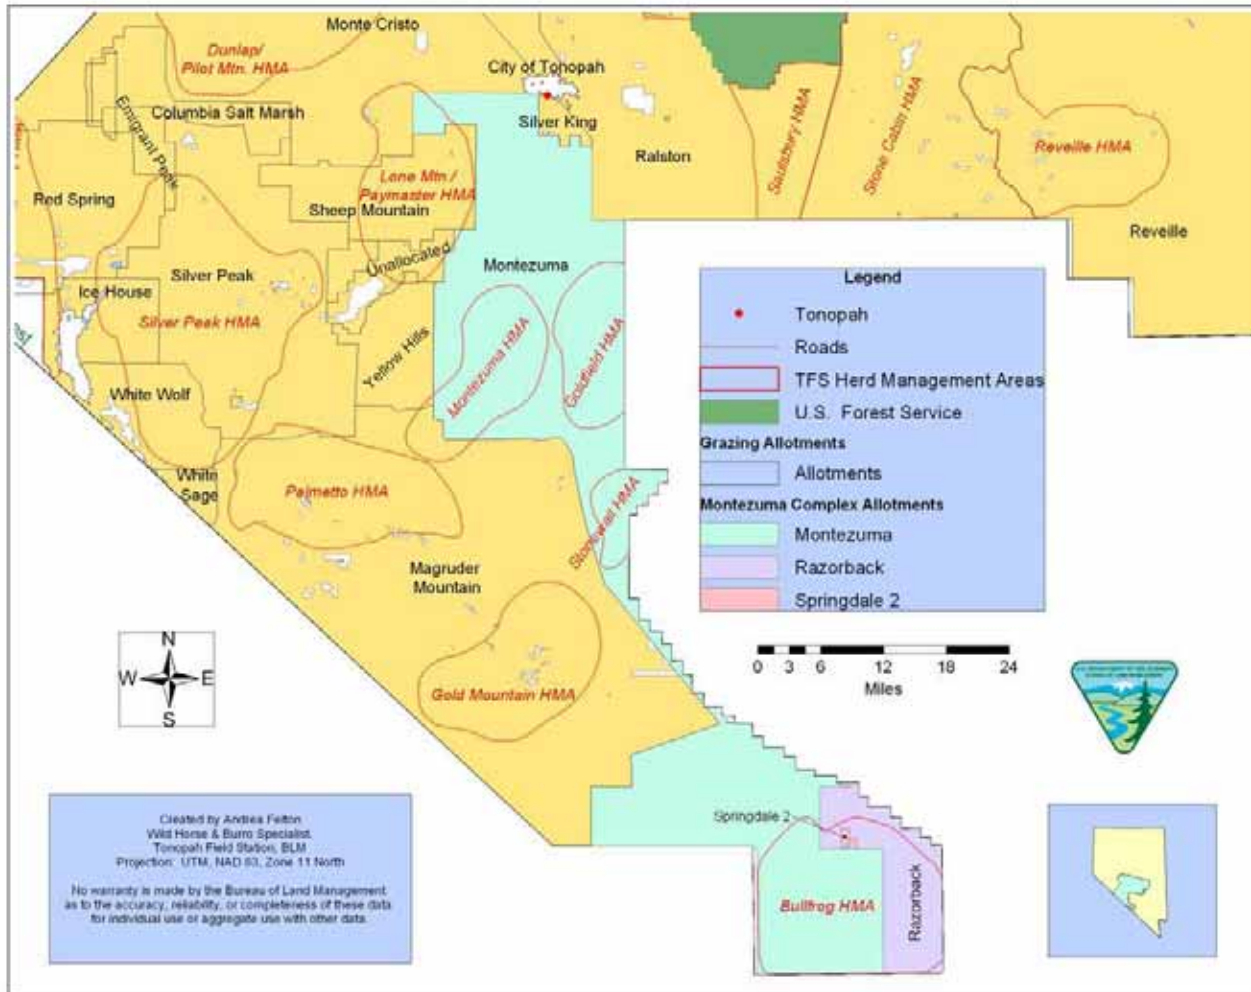 Monte Cristo
Dunlap/
Pilot Mtn. HMA
City of Tonopah
Columbia Salt Marsh
Emigrant Peak
Silver King
Ralston
Saulsbury HMA
Stone Cabin HMA
Reveille HMA
Red Spring
Lone Mtn./
Paymaster HMA
Sheep Mountain
Reveille
Unallocated
Montezuma
Silver Peak
Ice House
Silver Peak HMA
Yellow Hills
Montezuma HMA
Goldfield HMA
White Wolf
White
Sage
Palmetto HMA
Stonewall HMA
Magruder
Mountain
Gold Mountain HMA
Legend
Tonopah
Roads
TFS Herd Management Areas
U.S. Forest Service
Grazing Allotments
Allotments
Montezuma Complex Allotments
Montezuma
Razorback
Springdale 2
0 3 6 12 18 24
Miles
N
W E
S
Springdale 2
Bullfrog HMA
Razorback
Created by Andrea Felton
Wild Horse & Burro Specialist
Tonopah Field Station, BLM
Projection: UTM, NAD 83, Zone 11 North
No warranty is made by the Bureau of Land Management
as to the accuracy, reliability, or completeness of these data
for individual use or aggregate use with other data.